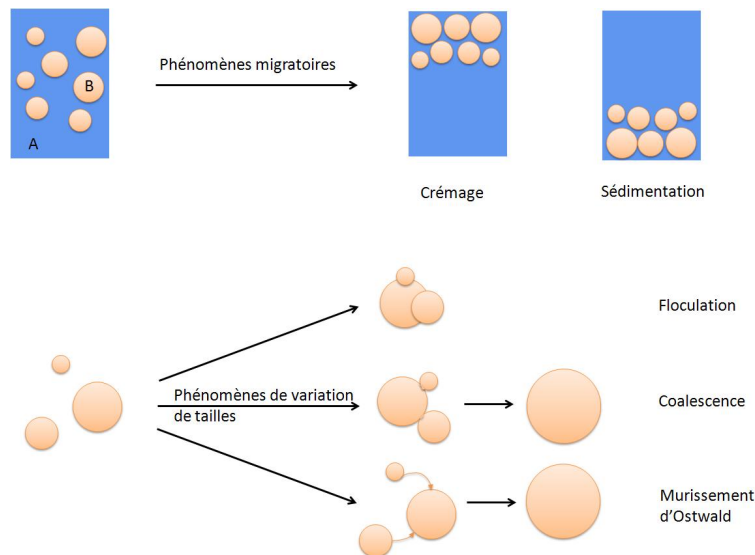 B
A
Phénomènes migratoires
Crémage
Sédimentation
Floculation
Phénomènes de variation
de tailles
Coalescence
Murissement
d'Ostwald